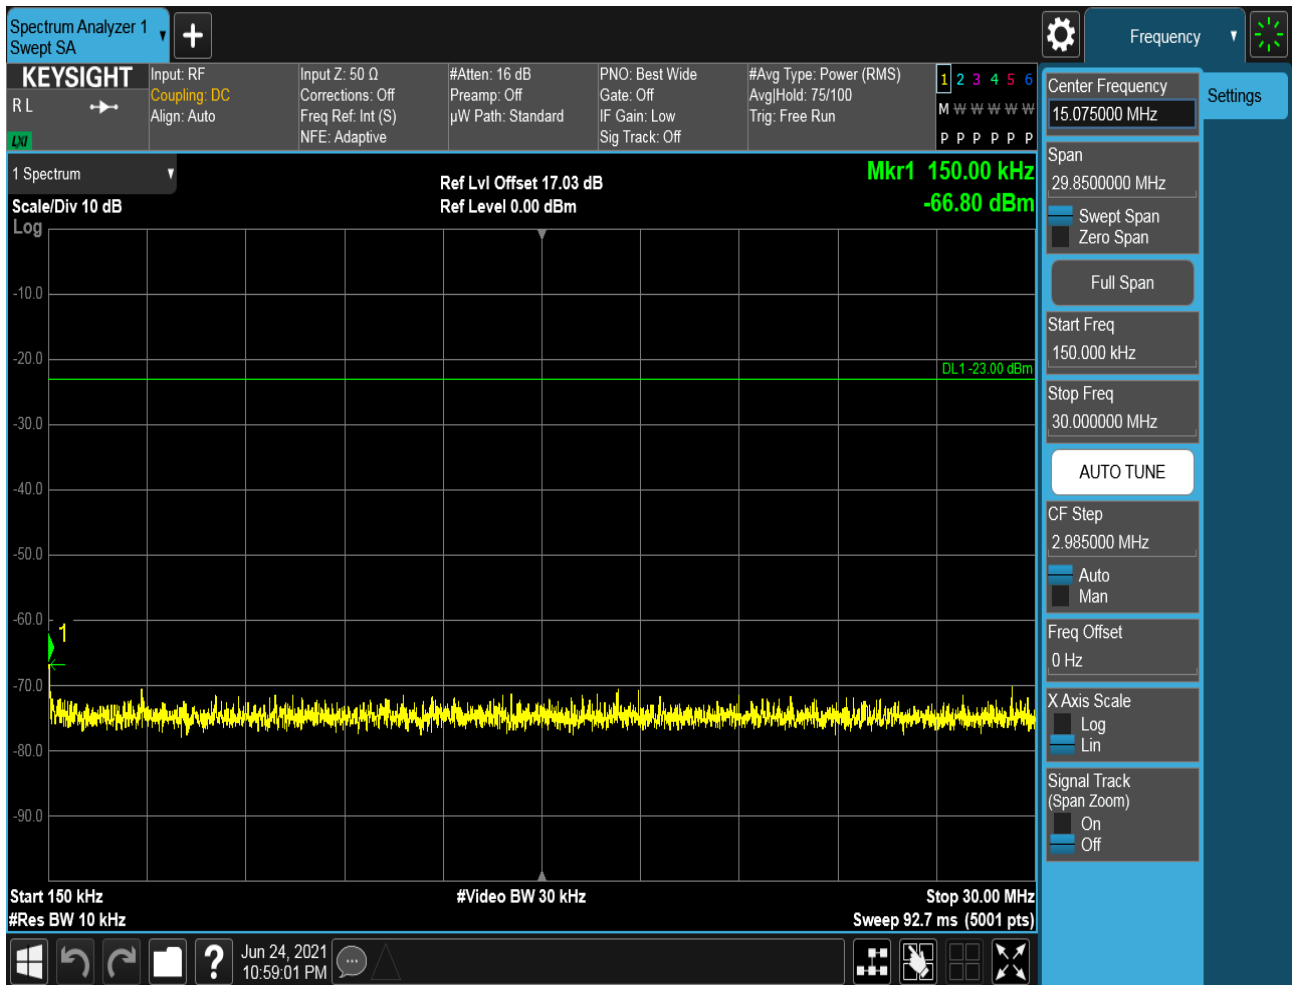 Spectrum Analyzer 1
Swept SA
Frequency
KEYSIGHT
R L
LXI
Input: RF
Coupling: DC
Align: Auto
Input Z: 50 Ω
Corrections: Off
Freq Ref: Int (S)
NFE: Adaptive
#Atten: 16 dB
Preamp: Off
µW Path: Standard
PNO: Best Wide
Gate: Off
IF Gain: Low
Sig Track: Off
#Avg Type: Power (RMS)
Avg|Hold: 75/100
Trig: Free Run
1 2 3 4 5 6
M W W W W W
P P P P P P
1 Spectrum
Scale/Div 10 dB
Log
Ref Lvl Offset 17.03 dB
Ref Level 0.00 dBm
Mkr1 150.00 kHz
-66.80 dBm
-10.0
-20.0
DL1 -23.00 dBm
-30.0
-40.0
-50.0
-60.0
1
-70.0
-80.0
-90.0
Start 150 kHz
#Res BW 10 kHz
#Video BW 30 kHz
Stop 30.00 MHz
Sweep 92.7 ms (5001 pts)
?
Jun 24, 2021
10:59:01 PM
Settings
Center Frequency
15.075000 MHz
Span
29.8500000 MHz
Swept Span
Zero Span
Full Span
Start Freq
150.000 kHz
Stop Freq
30.000000 MHz
AUTO TUNE
CF Step
2.985000 MHz
Auto
Man
Freq Offset
0 Hz
X Axis Scale
Log
Lin
Signal Track
(Span Zoom)
On
Off